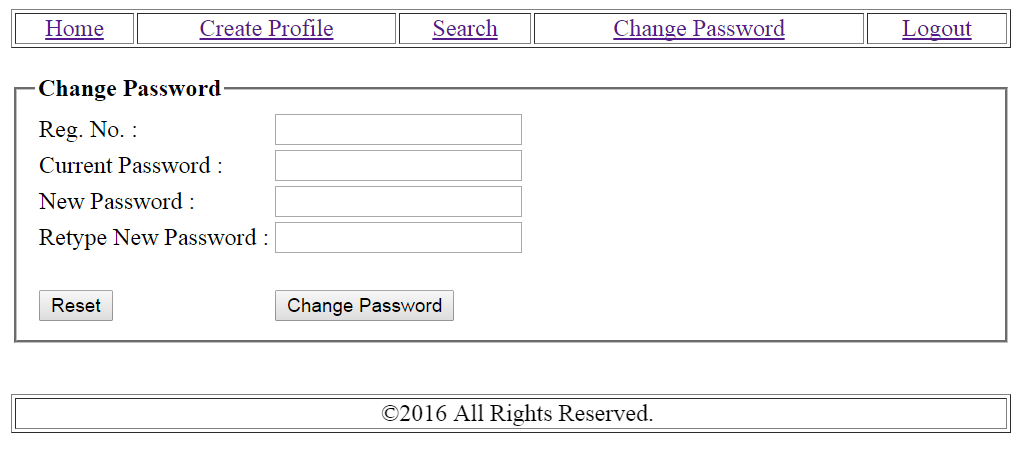 Home Create Profile Search Change Password Logout
Change Password
Reg. No. :
Current Password :
New Password :
Retype New Password :
Reset Change Password
©2016 All Rights Reserved.